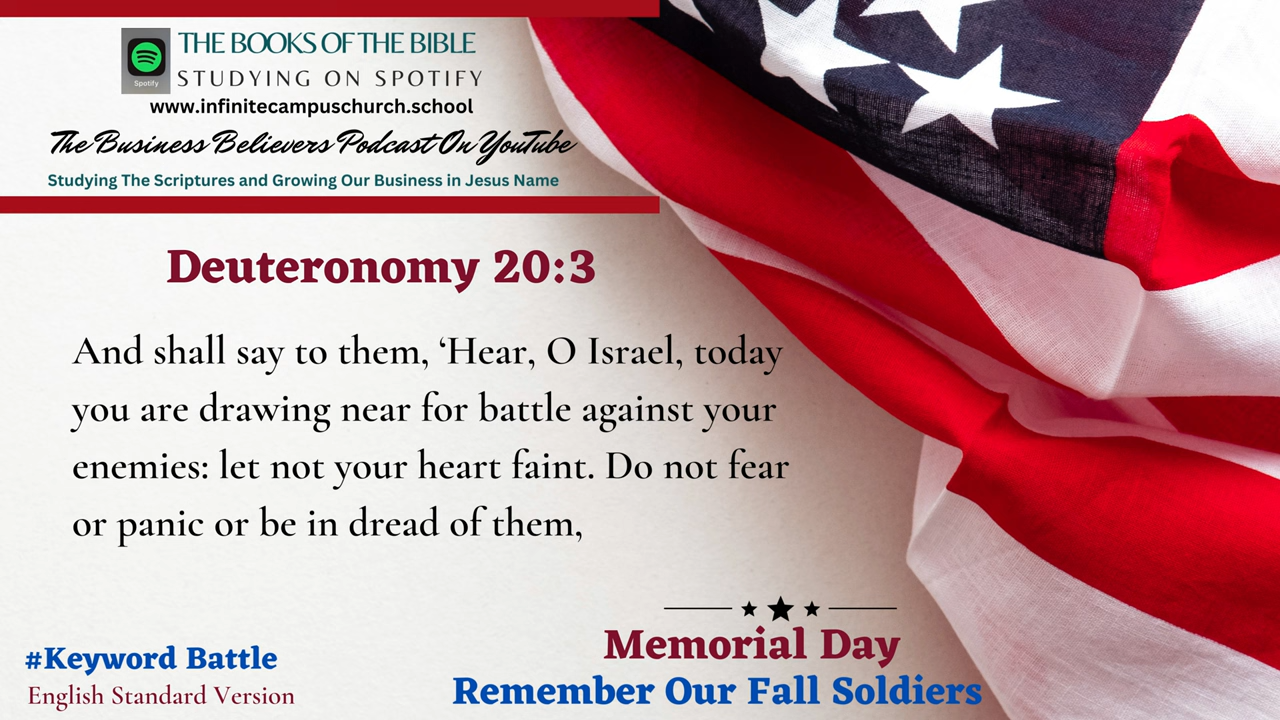 THE BOOKS OF THE BIBLE
Spotify
STUDYING ON SPOTIFY
www.infinitecampuschurch.school
The Business Believers Podcast On YouTube
Studying The Scriptures and Growing Our Business in Jesus Name
Deuteronomy 20:3
And shall say to them, ‘Hear, O Israel, today
you are drawing near for battle against your
enemies: let not your heart faint. Do not fear
or panic or be in dread of them,
Memorial Day
Remember Our Fall Soldiers
#Keyword Battle
English Standard Version